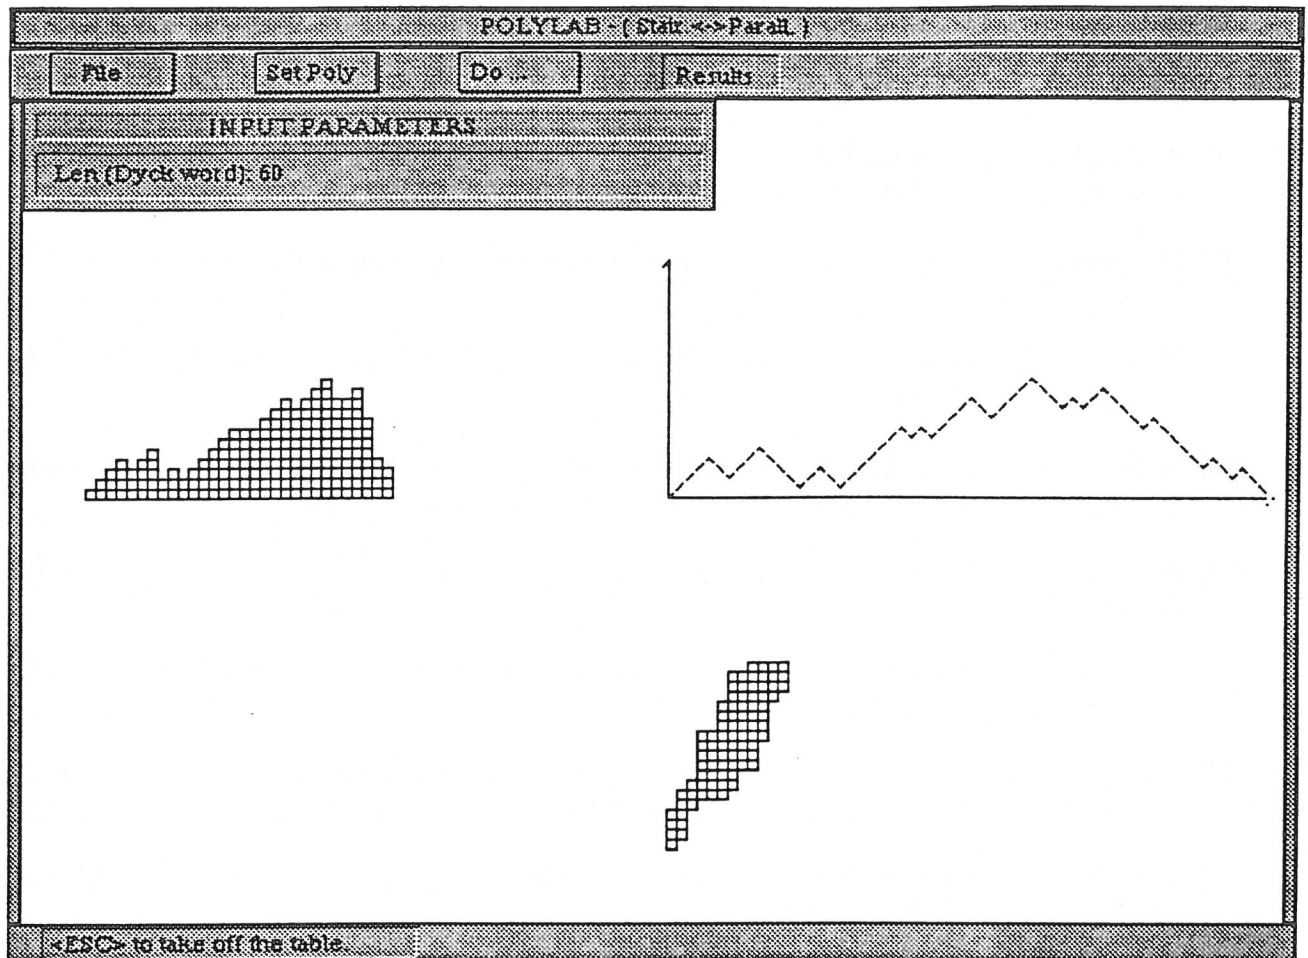 POLYLAB - ( Stair.<->Parall. )
File Set Poly Do ... Results
INPUT PARAMETERS
Len (Dyck word): 60
<ESC> to take off the table.